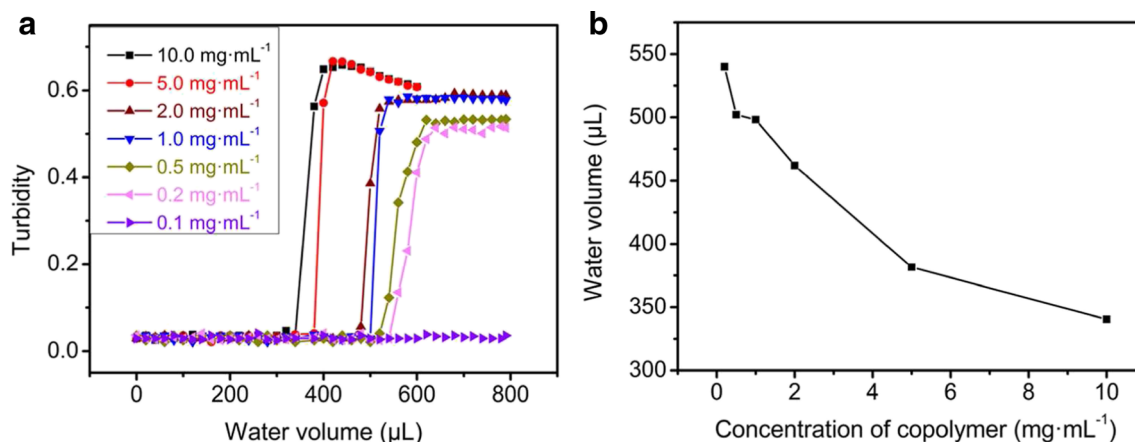 a
Turbidity
0.6
0.4
0.2
0.0
10.0 mg·mL⁻¹
5.0 mg·mL⁻¹
2.0 mg·mL⁻¹
1.0 mg·mL⁻¹
0.5 mg·mL⁻¹
0.2 mg·mL⁻¹
0.1 mg·mL⁻¹
0 200 400 600 800
Water volume (µL)
b
Water volume (µL)
550
500
450
400
350
300
0 2 4 6 8 10
Concentration of copolymer (mg·mL⁻¹)